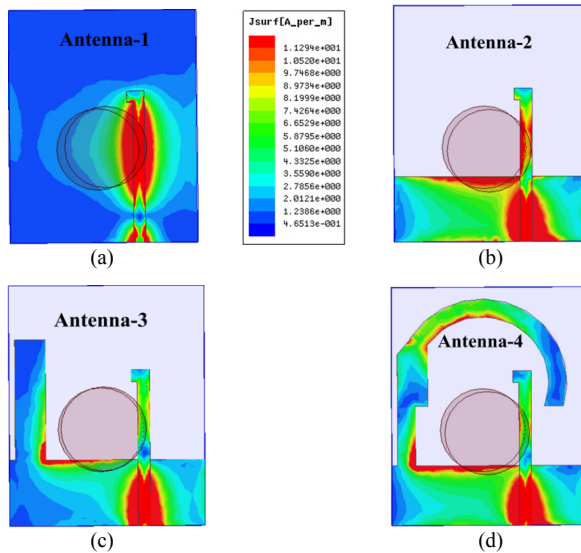 Antenna-1
(a)
Jsurf[A_per_m]
1.1294e+001
1.0520e+001
9.7468e+000
8.9734e+000
8.1999e+000
7.4264e+000
6.6529e+000
5.8795e+000
5.1060e+000
4.3325e+000
3.5590e+000
2.7856e+000
2.0121e+000
1.2386e+000
4.6513e-001
Antenna-2
(b)
Antenna-3
(c)
Antenna-4
(d)